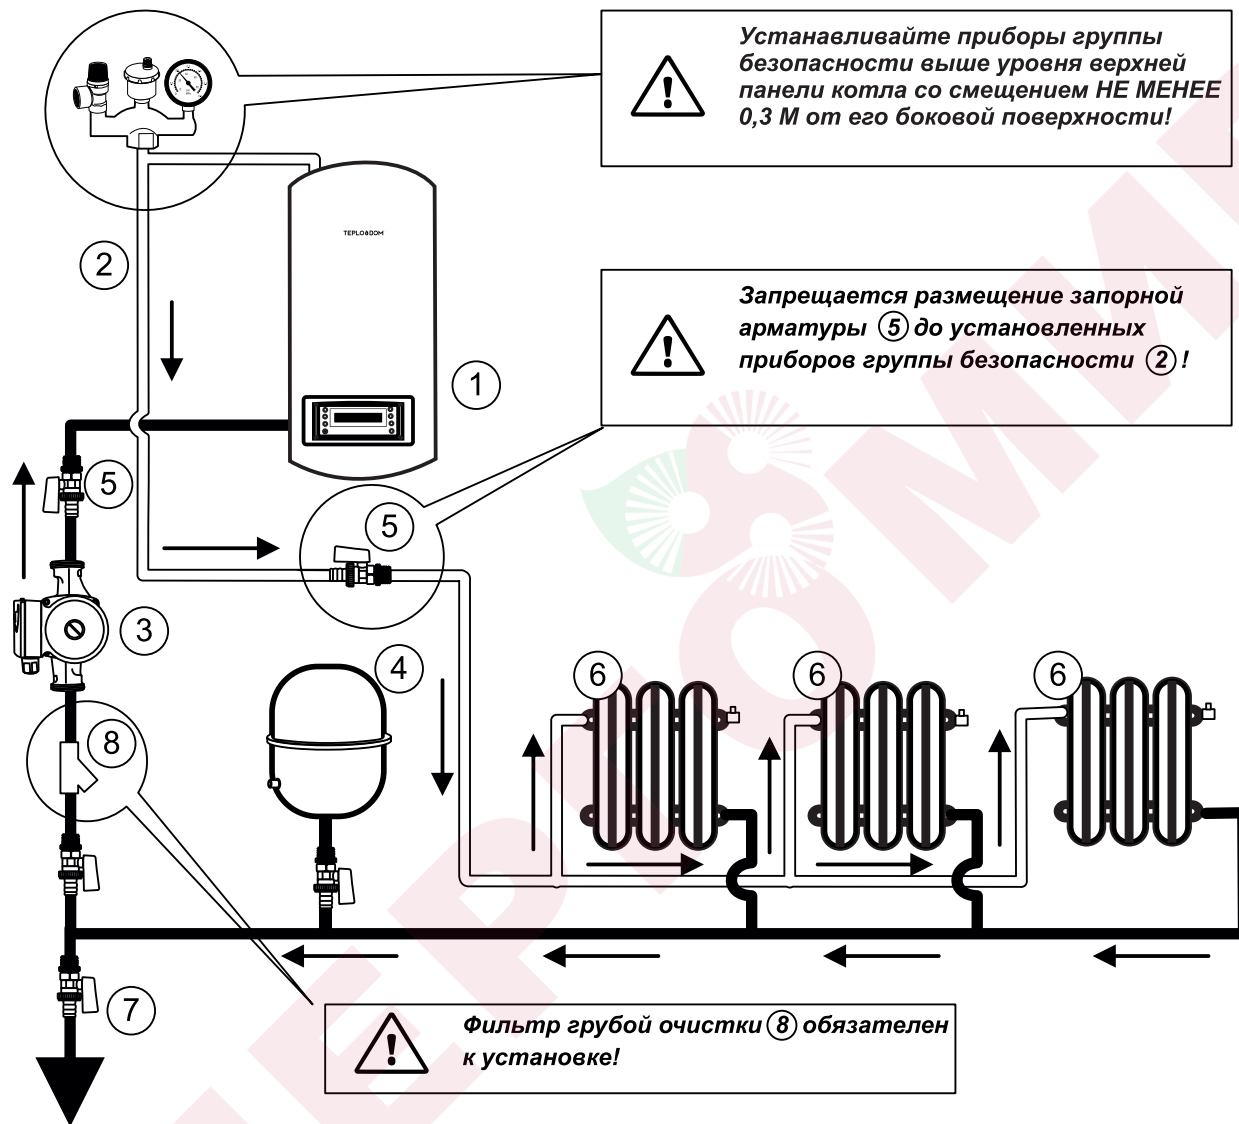 Устанавливайте приборы группы
безопасности выше уровня верхней
панели котла со смещением НЕ МЕНЕЕ
0,3 М от его боковой поверхности!
TEPLODOM
2
Запрещается размещение запорной
арматуры 5 до установленных
приборов группы безопасности 2 !
1
5
5
3
4
6
6
6
8
7
Фильтр грубой очистки 8 обязателен
к установке!